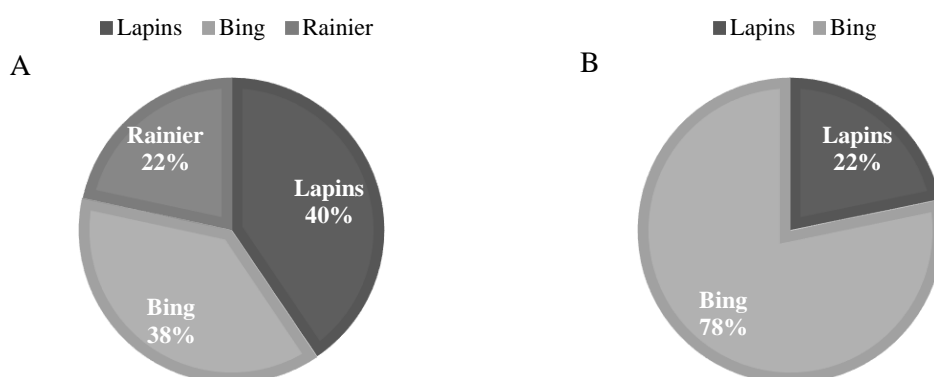 Lapins Bing Rainier
A
Rainier
22%
Lapins
40%
Bing
38%
Lapins Bing
B
Lapins
22%
Bing
78%